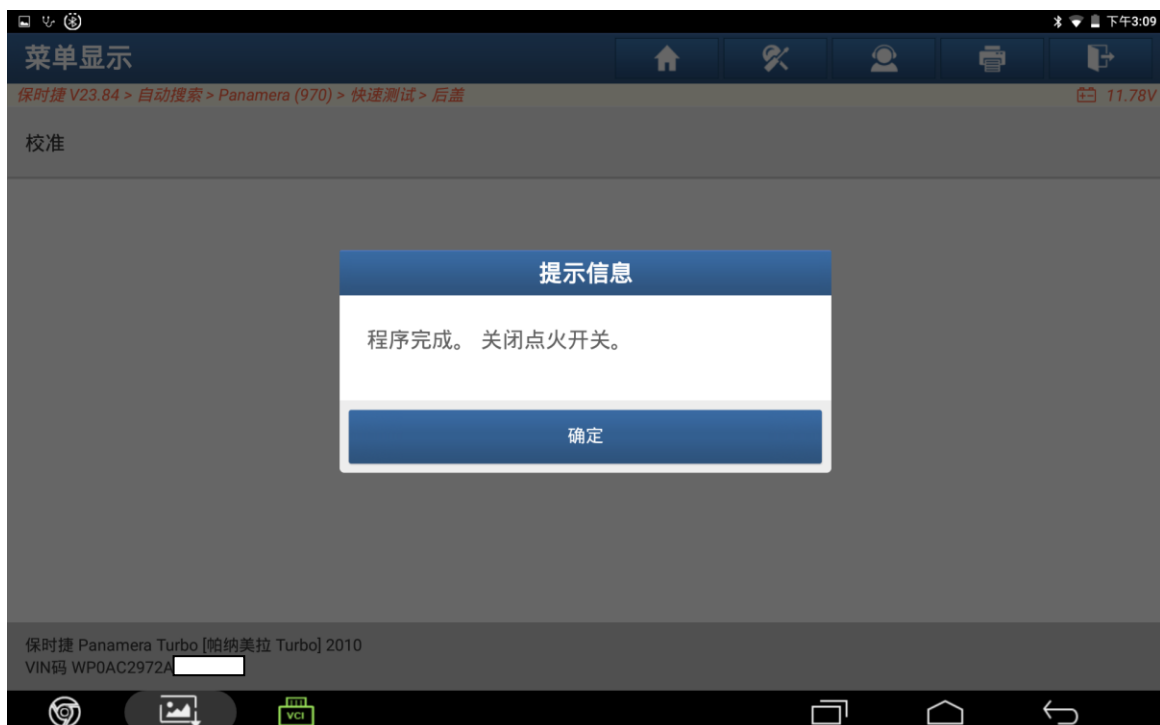 下午3:09
菜单显示
保时捷 V23.84 > 自动搜索 > Panamera (970) > 快速测试 > 后盖
11.78V
校准
提示信息
程序完成。 关闭点火开关。
确定
保时捷 Panamera Turbo [帕纳美拉 Turbo] 2010
VIN码 WP0AC2972A
VCI